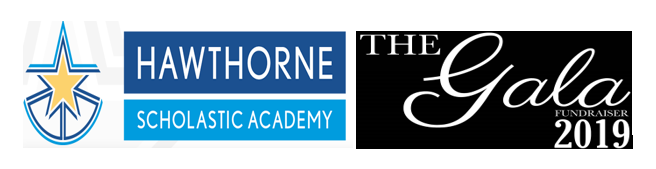 HAWTHORNE
SCHOLASTIC ACADEMY
THE
Gala
FUNDRAISER
2019